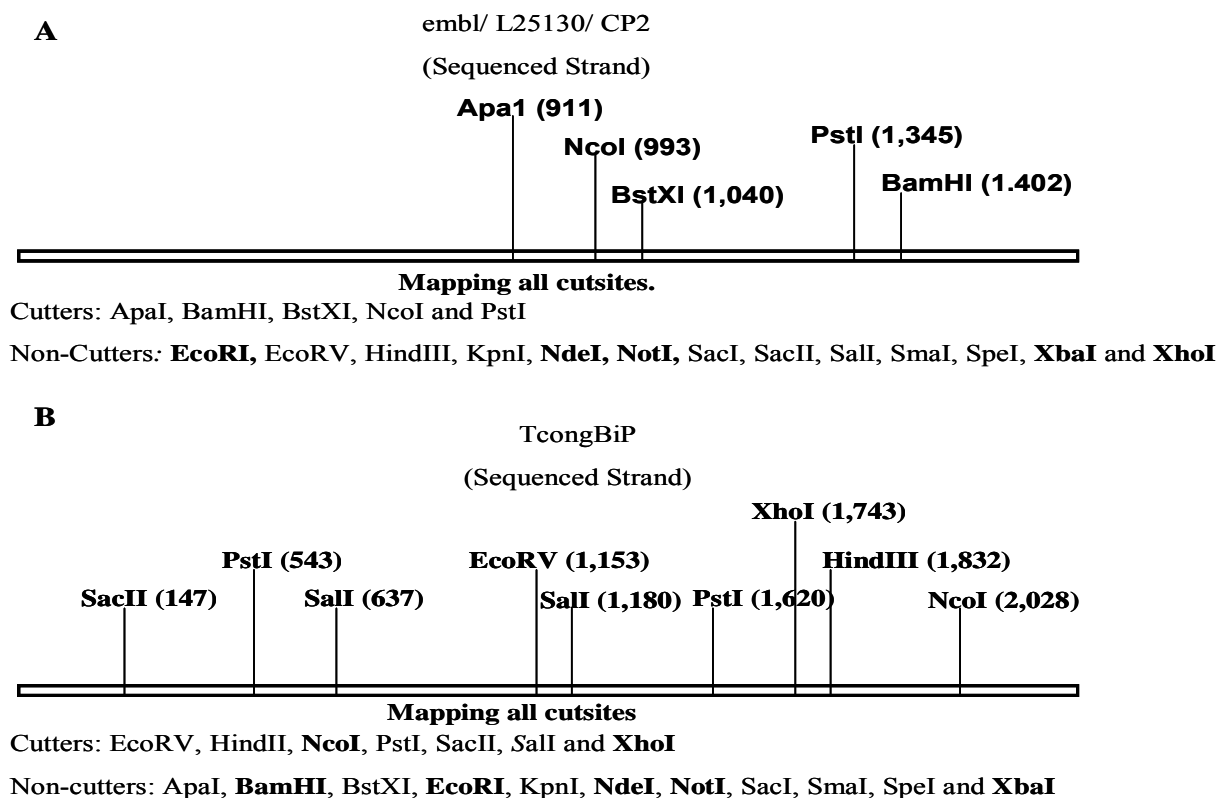 A
embl/ L25130/ CP2
(Sequenced Strand)
Apa1 (911)
NcoI (993)
PstI (1,345)
BstXI (1,040)
BamHI (1.402)
Mapping all cutsites.
Cutters: ApaI, BamHI, BstXI, NcoI and PstI
Non-Cutters: EcoRI, EcoRV, HindIII, KpnI, NdeI, NotI, SacI, SacII, SalI, SmaI, SpeI, XbaI and XhoI
B
TcongBiP
(Sequenced Strand)
XhoI (1,743)
PstI (543)
EcoRV (1,153)
HindIII (1,832)
SacII (147)
SalI (637)
SalI (1,180)
PstI (1,620)
NcoI (2,028)
Mapping all cutsites
Cutters: EcoRV, HindII, NcoI, PstI, SacII, SalI and XhoI
Non-cutters: ApaI, BamHI, BstXI, EcoRI, KpnI, NdeI, NotI, SacI, SmaI, SpeI and XbaI